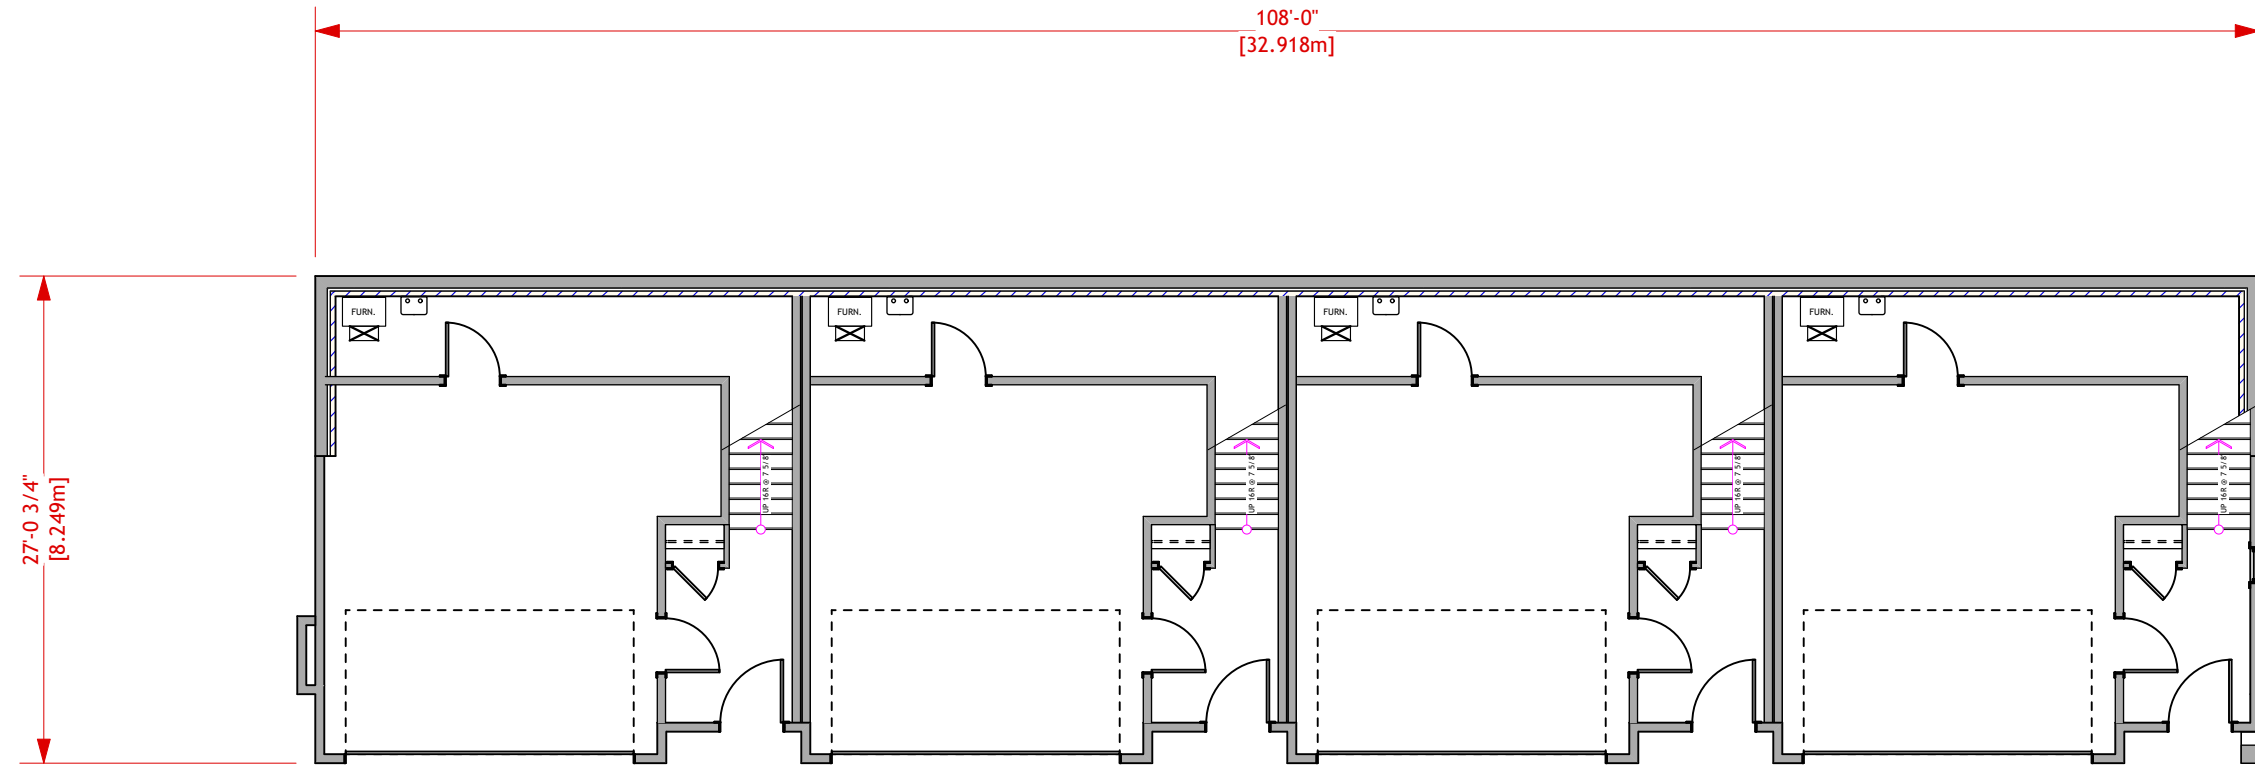 108'-0"
[32.918m]
27'-0 3/4"
[8.249m]
FURN.
FURN.
FURN.
FURN.
UP 16R @ 7 5/8"
UP 16R @ 7 5/8"
UP 16R @ 7 5/8"
UP 16R @ 7 5/8"